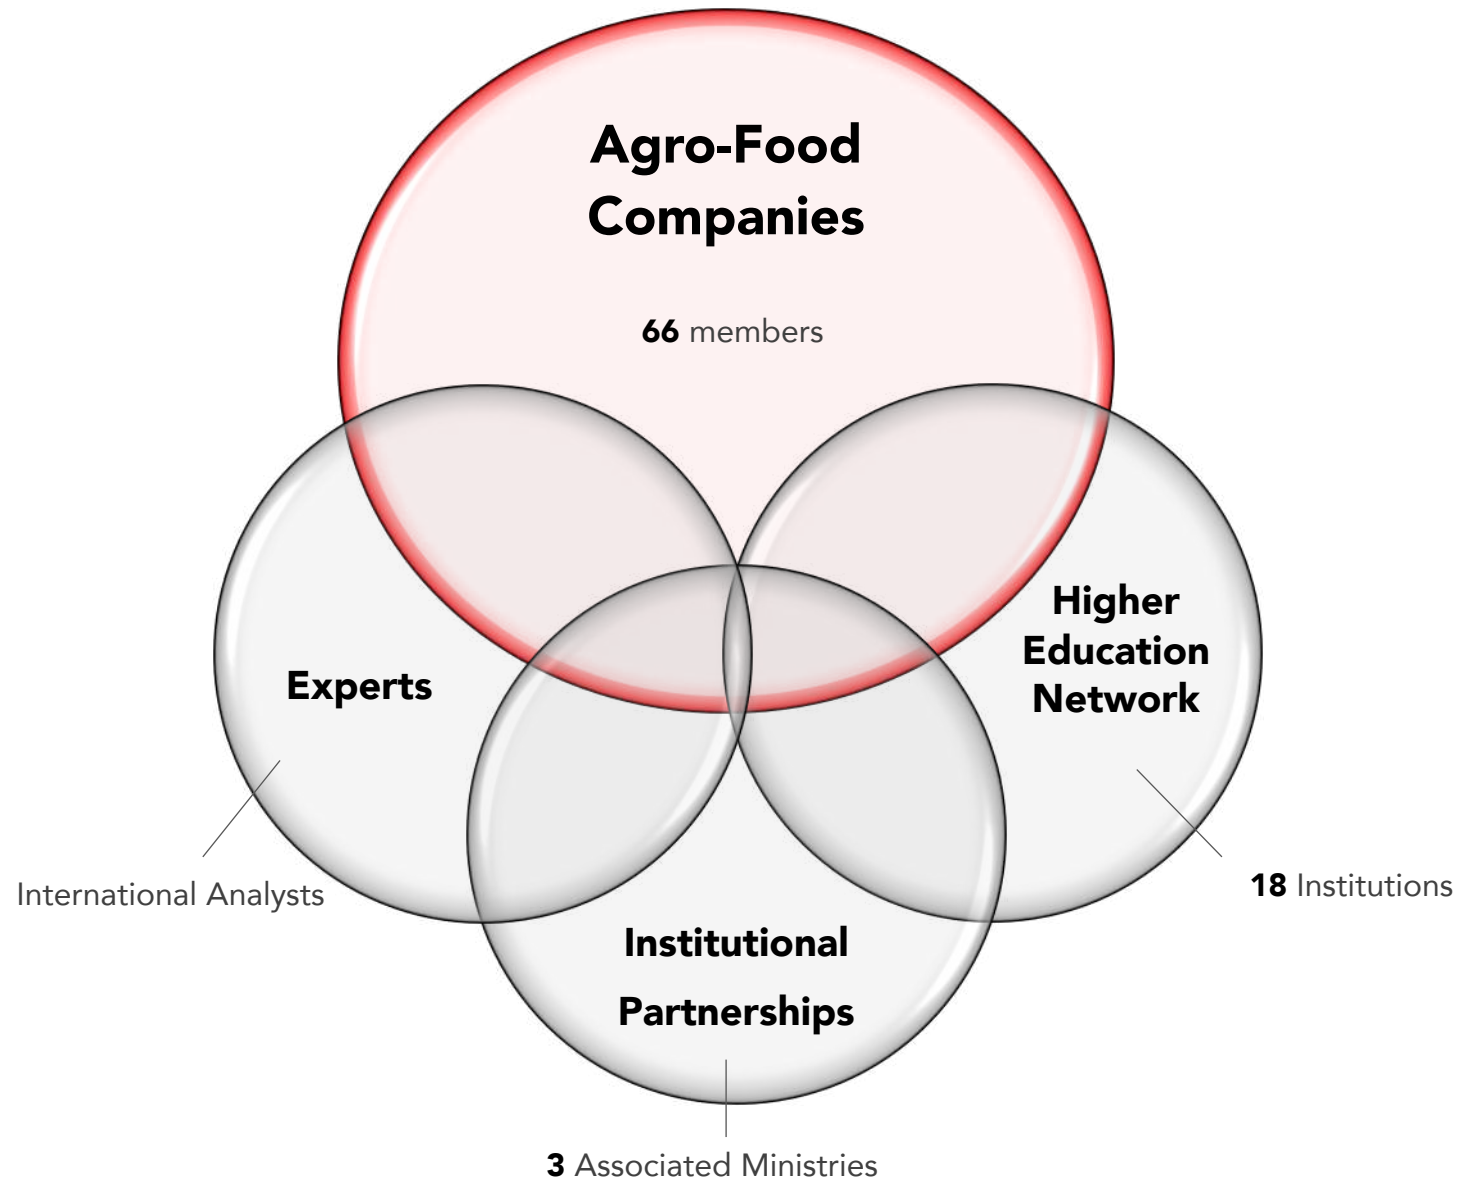 Agro-Food
Companies
66 members
Higher
Education
Network
Experts
International Analysts
18 Institutions
Institutional
Partnerships
3 Associated Ministries